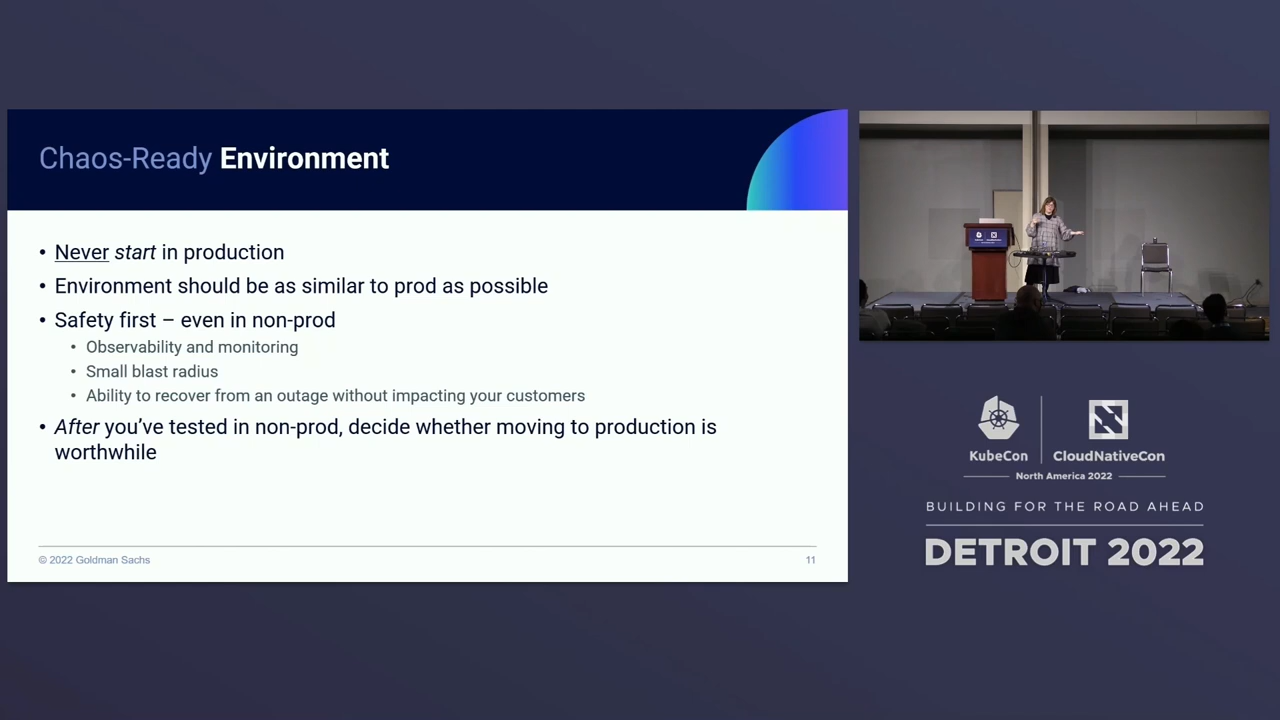 Chaos-Ready Environment
• Never start in production
• Environment should be as similar to prod as possible
• Safety first – even in non-prod
• Observability and monitoring
• Small blast radius
• Ability to recover from an outage without impacting your customers
• After you've tested in non-prod, decide whether moving to production is
worthwhile
© 2022 Goldman Sachs
11
KubeCon
CloudNativeCon
North America 2022
BUILDING FOR THE ROAD AHEAD
DETROIT 2022